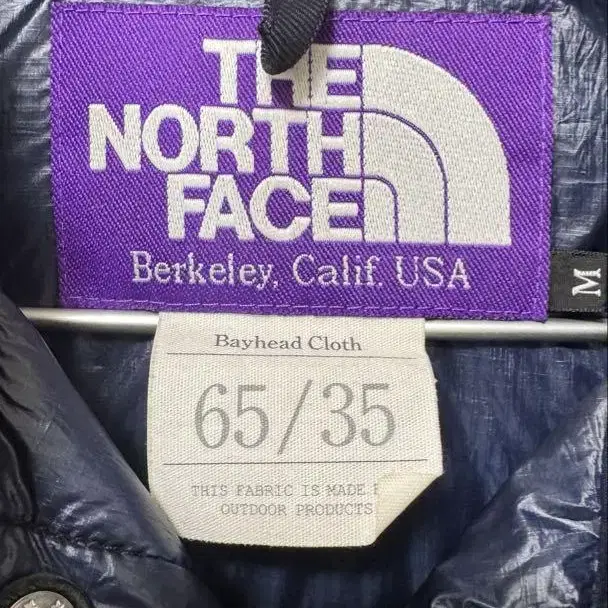 THE
NORTH
FACE
Berkeley, Calif. USA
M
Bayhead Cloth
65/35
THIS FABRIC IS MADE
OUTDOOR PRODUCTS